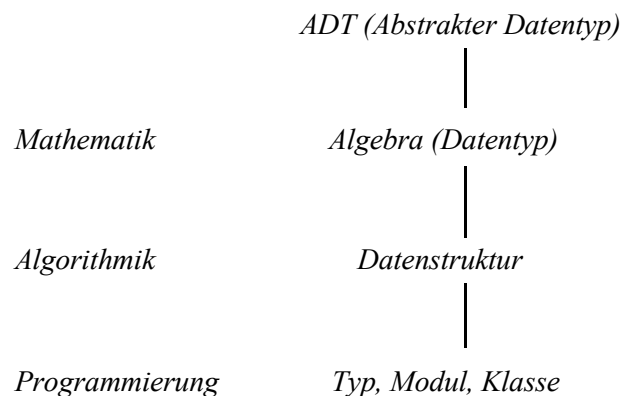 ADT (Abstrakter Datentyp)
Mathematik Algebra (Datentyp)
Algorithmik Datenstruktur
Programmierung Typ, Modul, Klasse